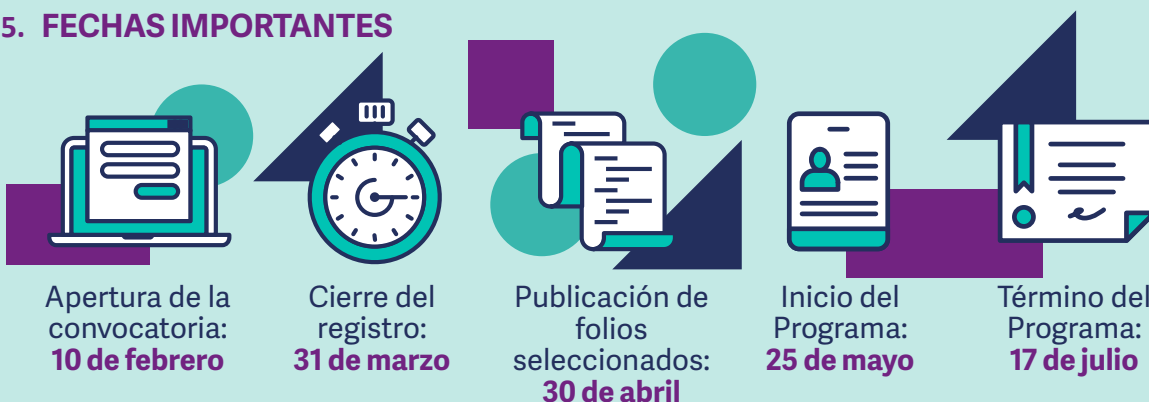 5. FECHAS IMPORTANTES
Apertura de la
convocatoria:
10 de febrero
Cierre del
registro:
31 de marzo
Publicación de
folios
seleccionados:
30 de abril
Inicio del
Programa:
25 de mayo
Término del
Programa:
17 de julio